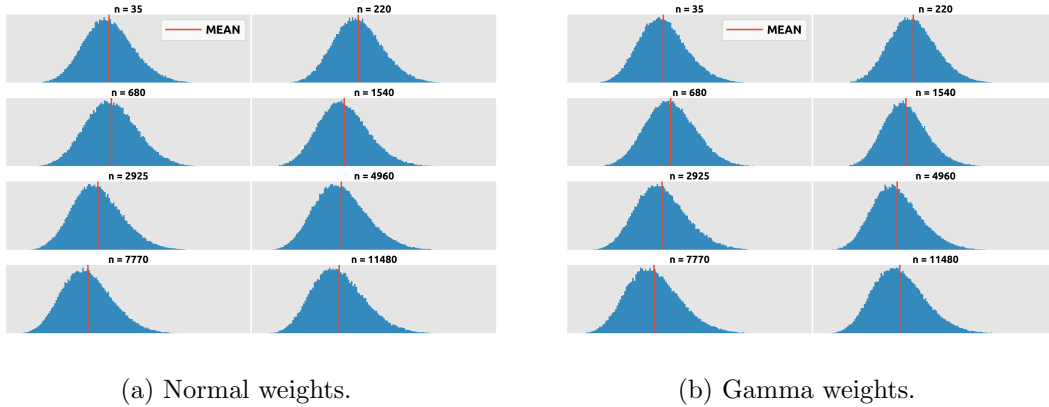 n = 35
MEAN
n = 220
n = 680
n = 1540
n = 2925
n = 4960
n = 7770
n = 11480
(a) Normal weights.
n = 35
MEAN
n = 220
n = 680
n = 1540
n = 2925
n = 4960
n = 7770
n = 11480
(b) Gamma weights.